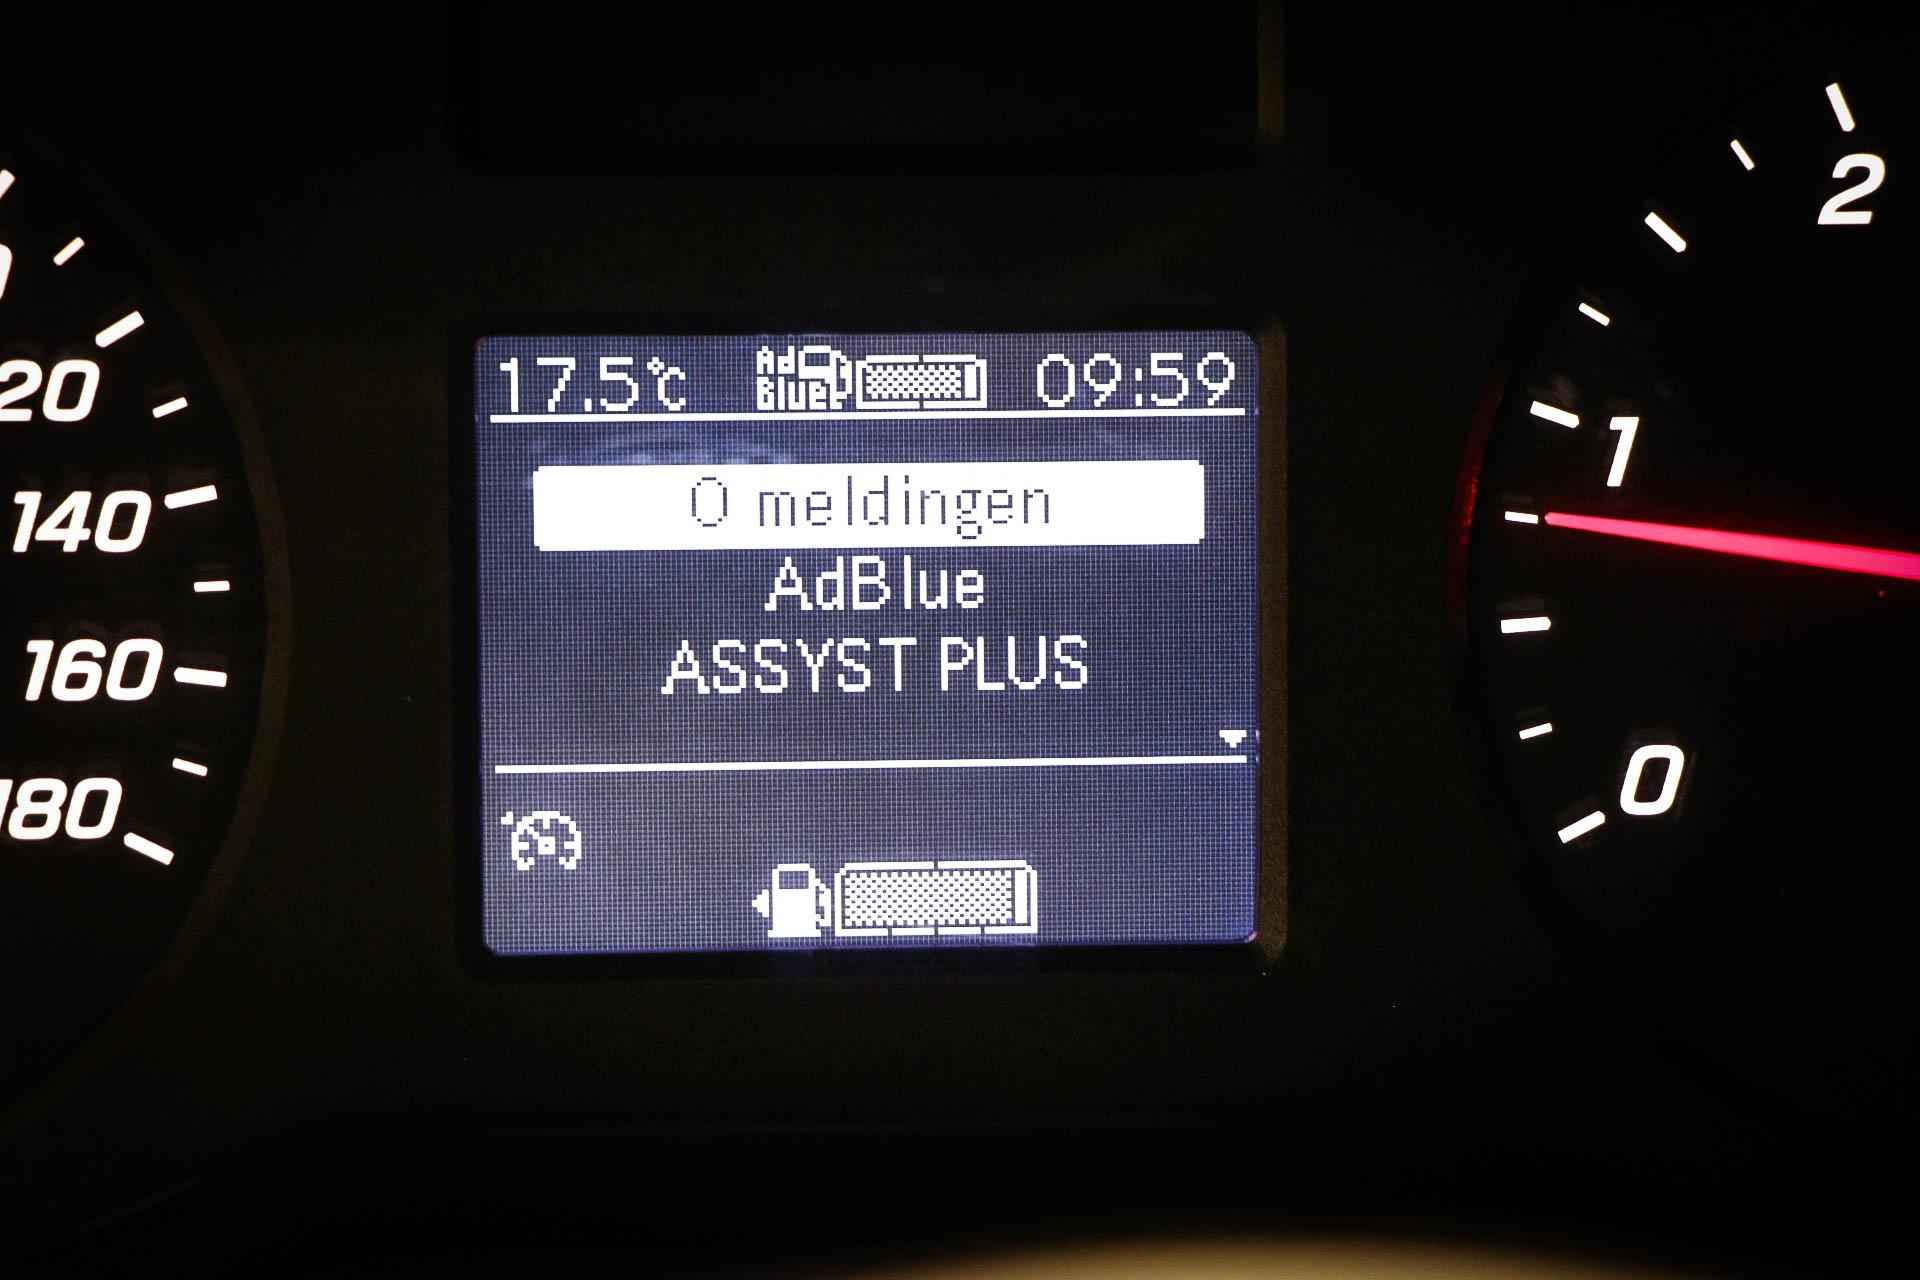 17.5°C AdBlue 09:59
0 meldingen
AdBlue
ASSYST PLUS
20
140
160
180
2
1
0